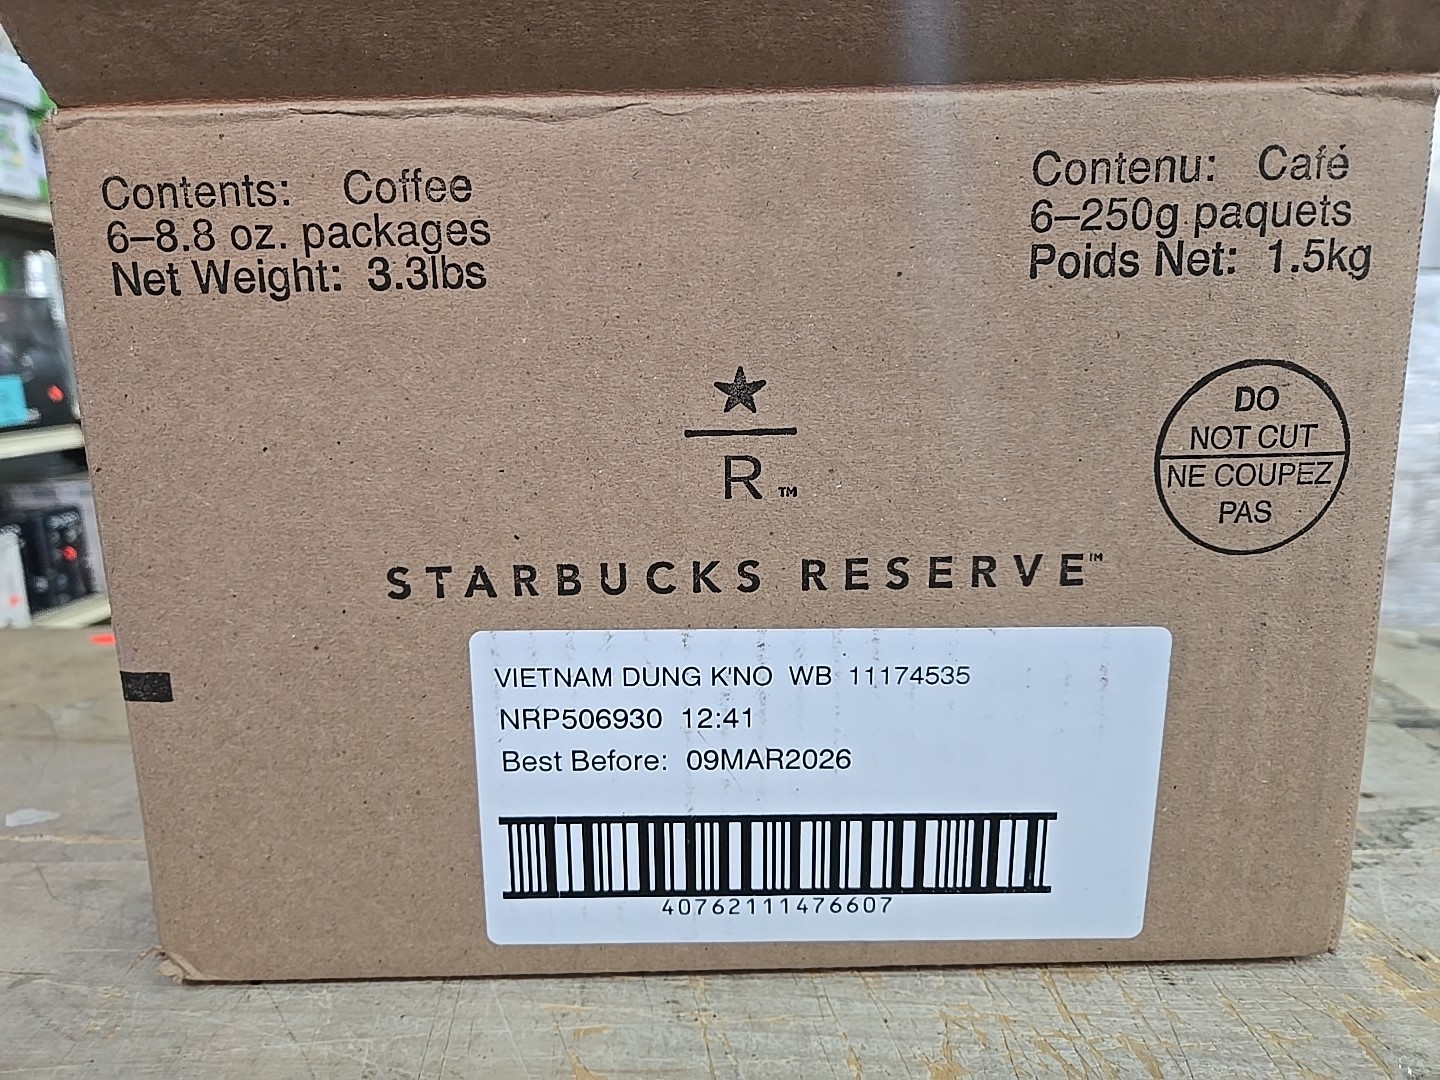 Contents: Coffee
6–8.8 oz. packages
Net Weight: 3.3lbs
Contenu: Café
6–250g paquets
Poids Net: 1.5kg
DO
NOT CUT
NE COUPEZ
PAS
R ™
STARBUCKS RESERVE™
VIETNAM DUNG K'NO WB 11174535
NRP506930 12:41
Best Before: 09MAR2026
40762111476607